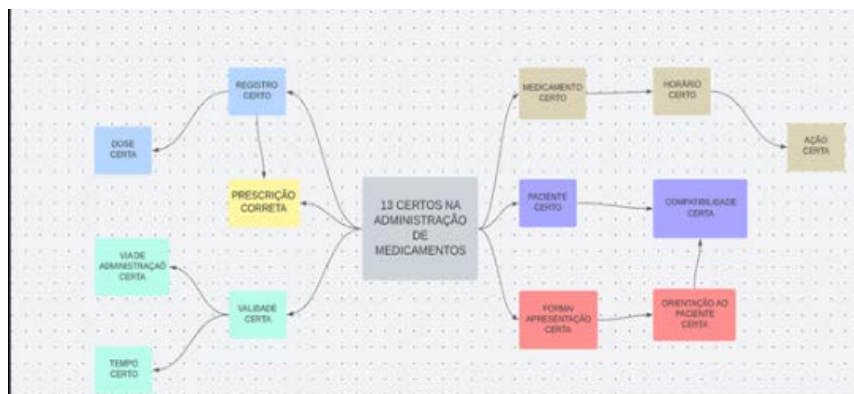 REGISTRO
CERTO
DOSE
CERTA
PRESCRIÇÃO
CORRETA
VIA DE
ADMINISTRAÇAÕ
CERTA
VALIDADE
CERTA
TEMPO
CERTO
13 CERTOS NA
ADMINISTRAÇÃO
DE
MEDICAMENTOS
MEDICAMENTO
CERTO
HORÁRIO
CERTO
AÇÃO
CERTA
PACIENTE
CERTO
COMPATIBILIDADE
CERTA
FORMA/
APRESENTAÇÃO
CERTA
ORIENTAÇÃO AO
PACIENTE
CERTA